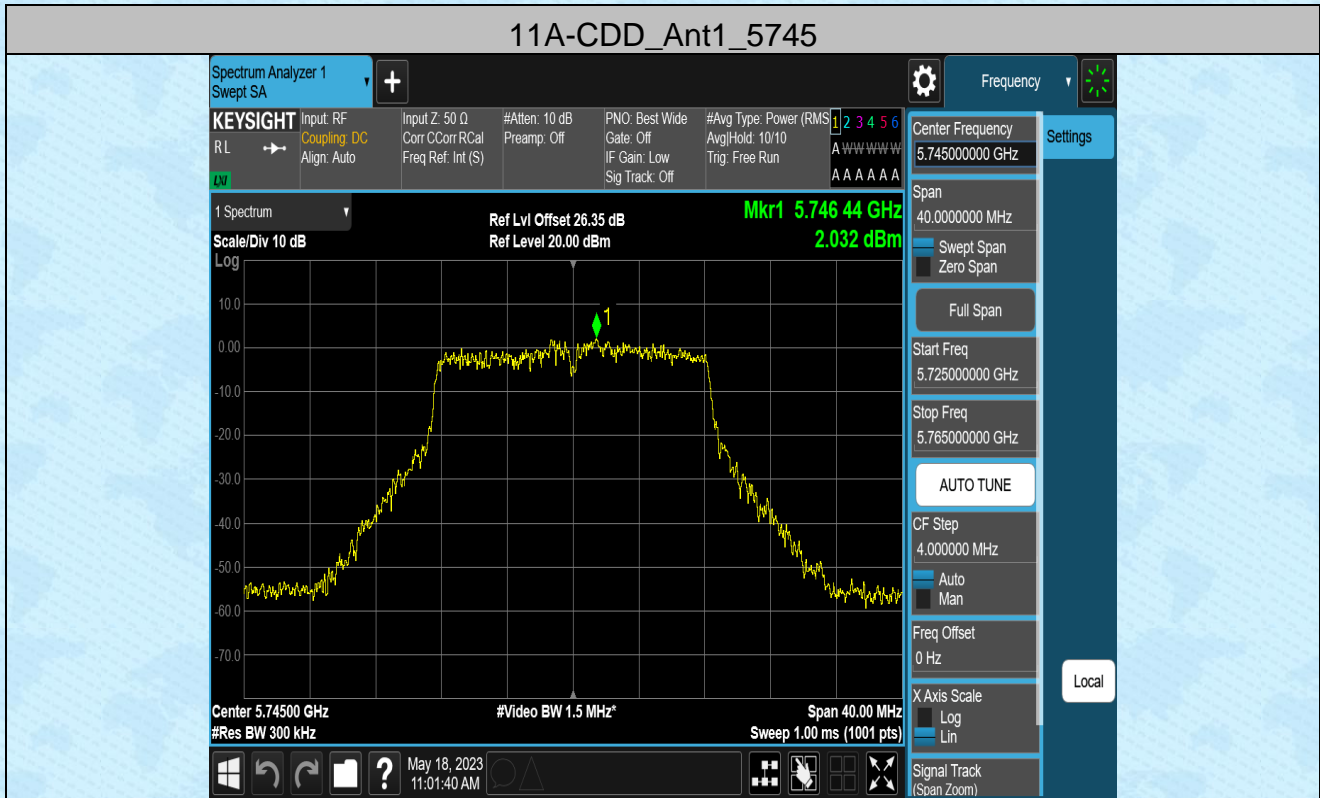 11A-CDD_Ant1_5745
Spectrum Analyzer 1
Swept SA
Frequency
KEYSIGHT
R L
LXI
Input: RF
Coupling: DC
Align: Auto
Input Z: 50 Ω
Corr CCorr RCal
Freq Ref: Int (S)
#Atten: 10 dB
Preamp: Off
PNO: Best Wide
Gate: Off
IF Gain: Low
Sig Track: Off
#Avg Type: Power (RMS
Avg|Hold: 10/10
Trig: Free Run
1 2 3 4 5 6
A W W W W W
A A A A A A
1 Spectrum
Scale/Div 10 dB
Log
Ref Lvl Offset 26.35 dB
Ref Level 20.00 dBm
Mkr1 5.746 44 GHz
2.032 dBm
1
10.0
0.00
-10.0
-20.0
-30.0
-40.0
-50.0
-60.0
-70.0
Center 5.74500 GHz
#Res BW 300 kHz
#Video BW 1.5 MHz*
Span 40.00 MHz
Sweep 1.00 ms (1001 pts)
?
May 18, 2023
11:01:40 AM
Center Frequency
5.745000000 GHz
Span
40.0000000 MHz
Swept Span
Zero Span
Full Span
Start Freq
5.725000000 GHz
Stop Freq
5.765000000 GHz
AUTO TUNE
CF Step
4.000000 MHz
Auto
Man
Freq Offset
0 Hz
X Axis Scale
Log
Lin
Signal Track
(Span Zoom)
Settings
Local